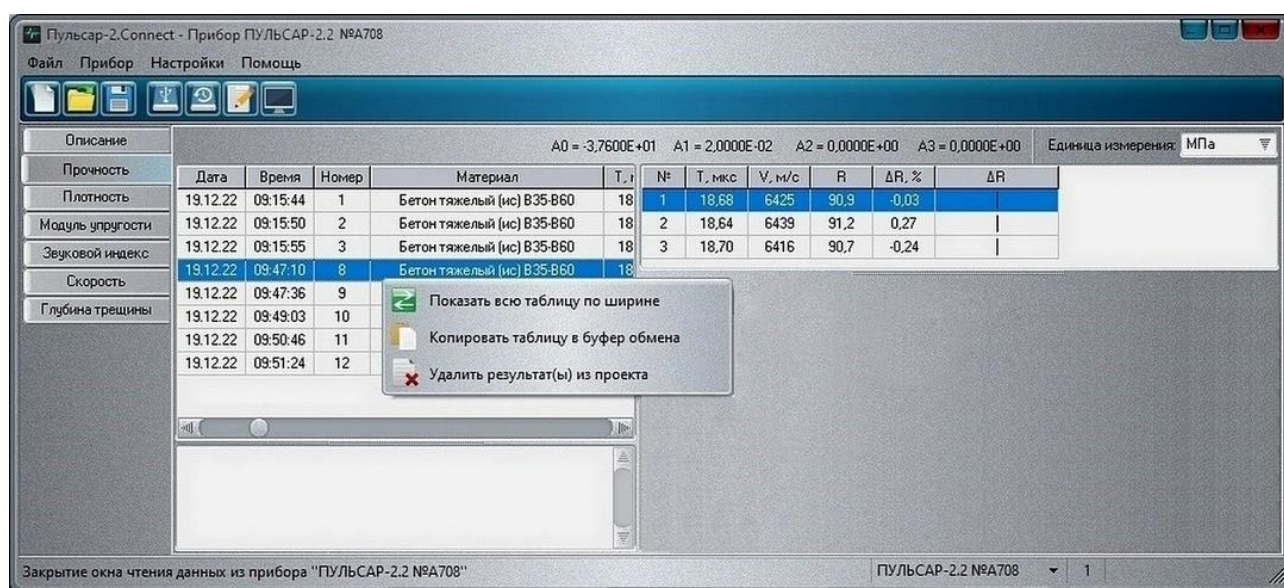 Пульсар-2.Connect - Прибор ПУЛЬСАР-2.2 №А708
Файл Прибор Настройки Помощь
Описание
Прочность
Плотность
Модуль упругости
Звуковой индекс
Скорость
Глубина трещины
A0 = -3,7600E+01 A1 = 2,0000E-02 A2 = 0,0000E+00 A3 = 0,0000E+00 Единица измерения: МПа
Дата Время Номер Материал
19.12.22 09:15:44 1 Бетон тяжелый (ис) В35-В60 18
19.12.22 09:15:50 2 Бетон тяжелый (ис) В35-В60 18
19.12.22 09:15:55 3 Бетон тяжелый (ис) В35-В60 18
19.12.22 09:47:10 8 Бетон тяжелый (ис) В35-В60 18
19.12.22 09:47:36 9
19.12.22 09:49:03 10
19.12.22 09:50:46 11
19.12.22 09:51:24 12
№ Т, мкс V, м/с R ΔR, % ΔR
1 18,68 6425 90,9 -0,03
2 18,64 6439 91,2 0,27
3 18,70 6416 90,7 -0,24
Показать всю таблицу по ширине
Копировать таблицу в буфер обмена
Удалить результат(ы) из проекта
Закрытие окна чтения данных из прибора "ПУЛЬСАР-2.2 №А708" ПУЛЬСАР-2.2 №А708 1